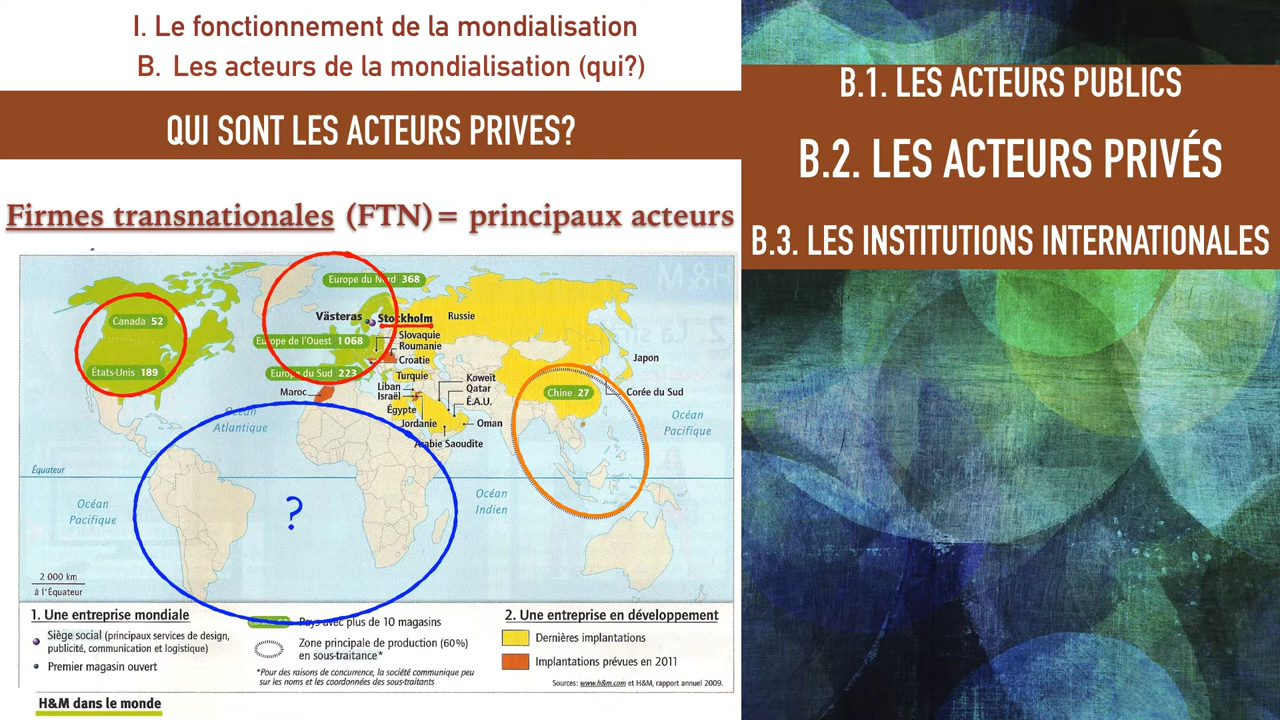 I. Le fonctionnement de la mondialisation
B. Les acteurs de la mondialisation (qui?)
QUI SONT LES ACTEURS PRIVES?
Firmes transnationales (FTN)= principaux acteurs
B.1. LES ACTEURS PUBLICS
B.2. LES ACTEURS PRIVÉS
B.3. LES INSTITUTIONS INTERNATIONALES
Europe du Nord 368
Canada 52
Västeras
Stockholm
Russie
Slovaquie
Europe de l'Ouest 1 068
Roumanie
Croatie
Japon
États-Unis 189
Europe du Sud 223
Turquie
Koweït
Liban
Qatar
Chine 27
Corée du Sud
Maroc
Israël
É.A.U.
Égypte
Océan
Atlantique
Jordanie
Oman
Océan
Pacifique
Arabie Saoudite
Équateur
Océan
Pacifique
?
Océan
Indien
2 000 km
à l'Équateur
1. Une entreprise mondiale
Siège social (principaux services de design,
publicité, communication et logistique)
Premier magasin ouvert
Pays avec plus de 10 magasins
Zone principale de production (60%)
en sous-traitance*
*Pour des raisons de concurrence, la société communique peu
sur les noms et les coordonnées des sous-traitants
2. Une entreprise en développement
Dernières implantations
Implantations prévues en 2011
Sources: www.h&m.com et H&M, rapport annuel 2009.
H&M dans le monde